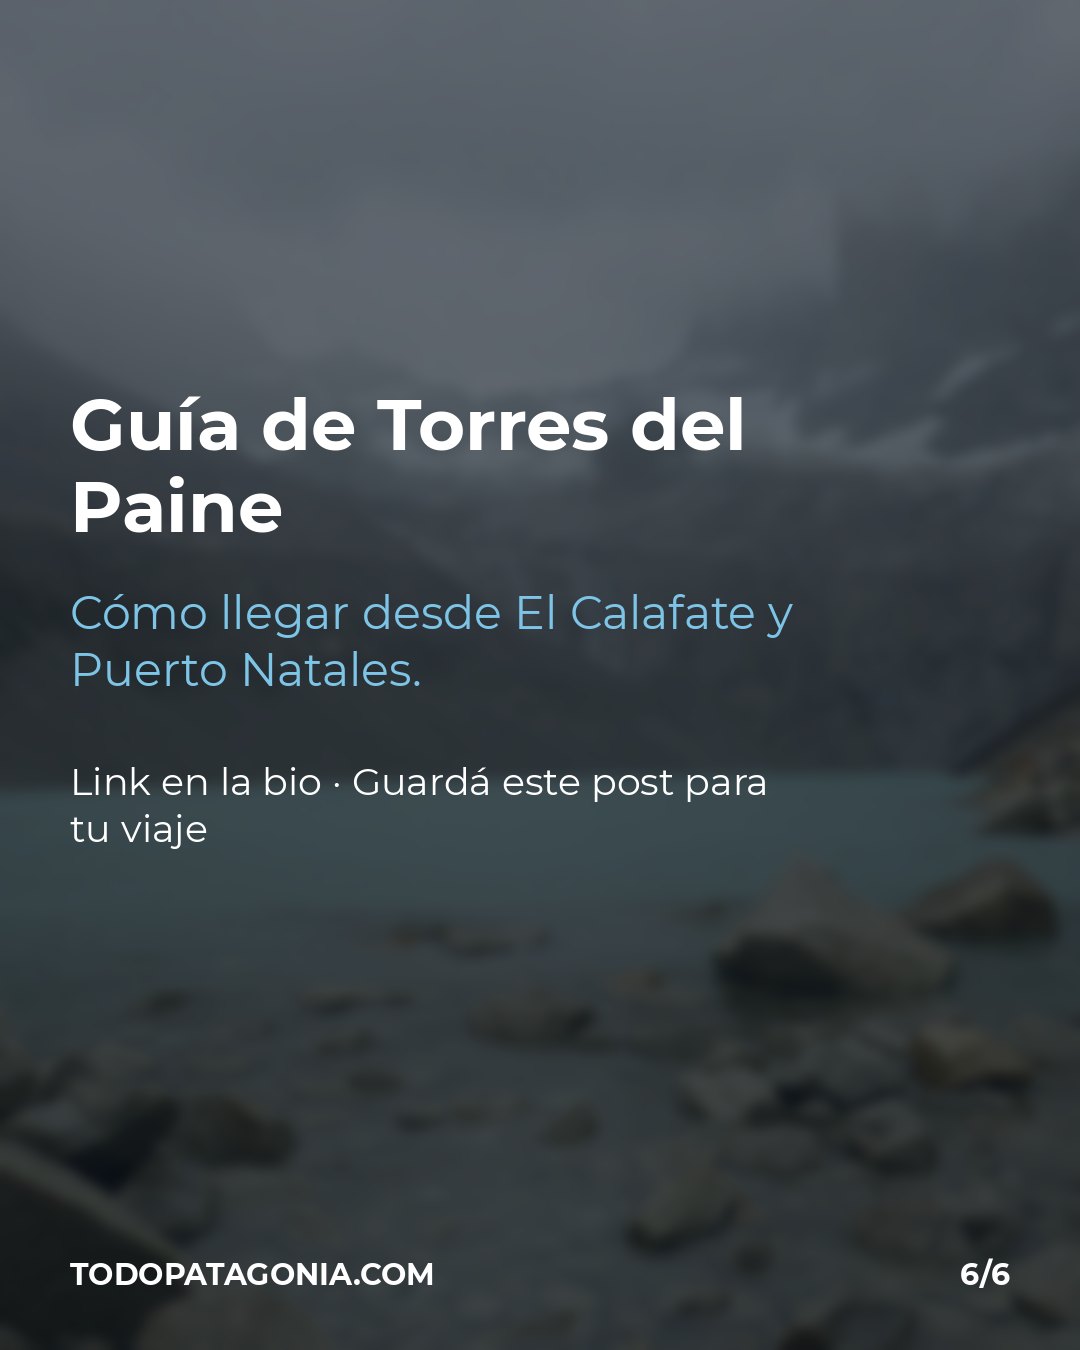 Guía de Torres del
Paine
Cómo llegar desde El Calafate y
Puerto Natales.
Link en la bio · Guardá este post para
tu viaje
TODOPATAGONIA.COM
6/6